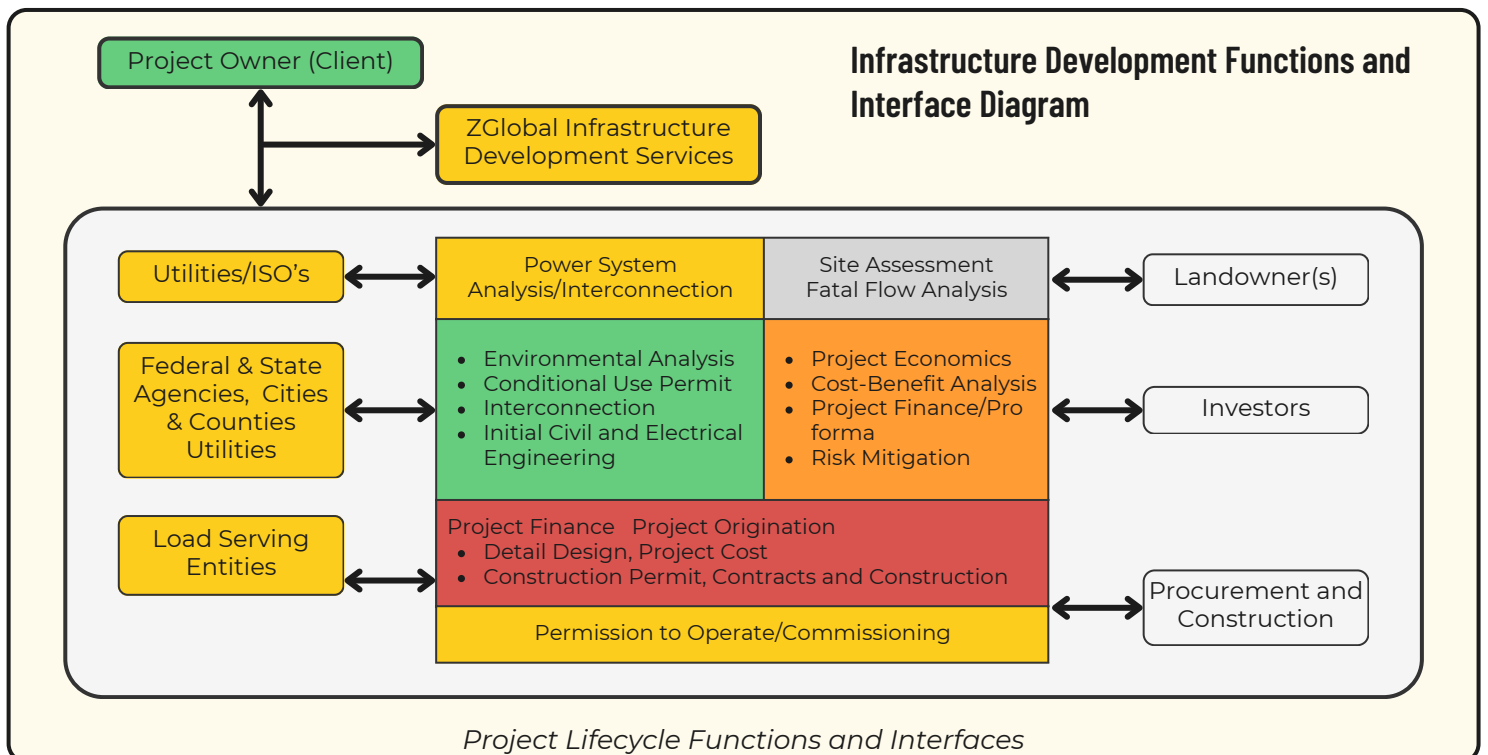 Project Owner (Client)
Infrastructure Development Functions and
Interface Diagram
ZGlobal Infrastructure
Development Services
Utilities/ISO's
Power System
Analysis/Interconnection
Site Assessment
Fatal Flow Analysis
Landowner(s)
Federal & State
Agencies, Cities
& Counties
Utilities
• Environmental Analysis
• Conditional Use Permit
• Interconnection
• Initial Civil and Electrical
Engineering
• Project Economics
• Cost-Benefit Analysis
• Project Finance/Pro
forma
• Risk Mitigation
Investors
Load Serving
Entities
Project Finance Project Origination
• Detail Design, Project Cost
• Construction Permit, Contracts and Construction
Procurement and
Construction
Permission to Operate/Commissioning
Project Lifecycle Functions and Interfaces